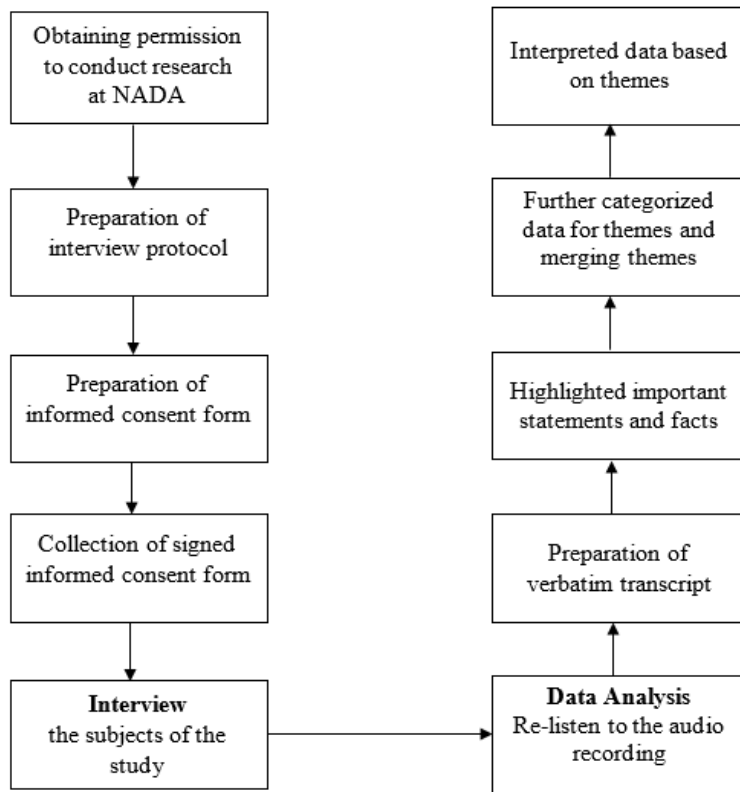 Obtaining permission
to conduct research
at NADA
Preparation of
interview protocol
Preparation of
informed consent form
Collection of signed
informed consent form
Interview
the subjects of the
study
Data Analysis
Re-listen to the audio
recording
Preparation of
verbatim transcript
Highlighted important
statements and facts
Further categorized
data for themes and
merging themes
Interpreted data based
on themes